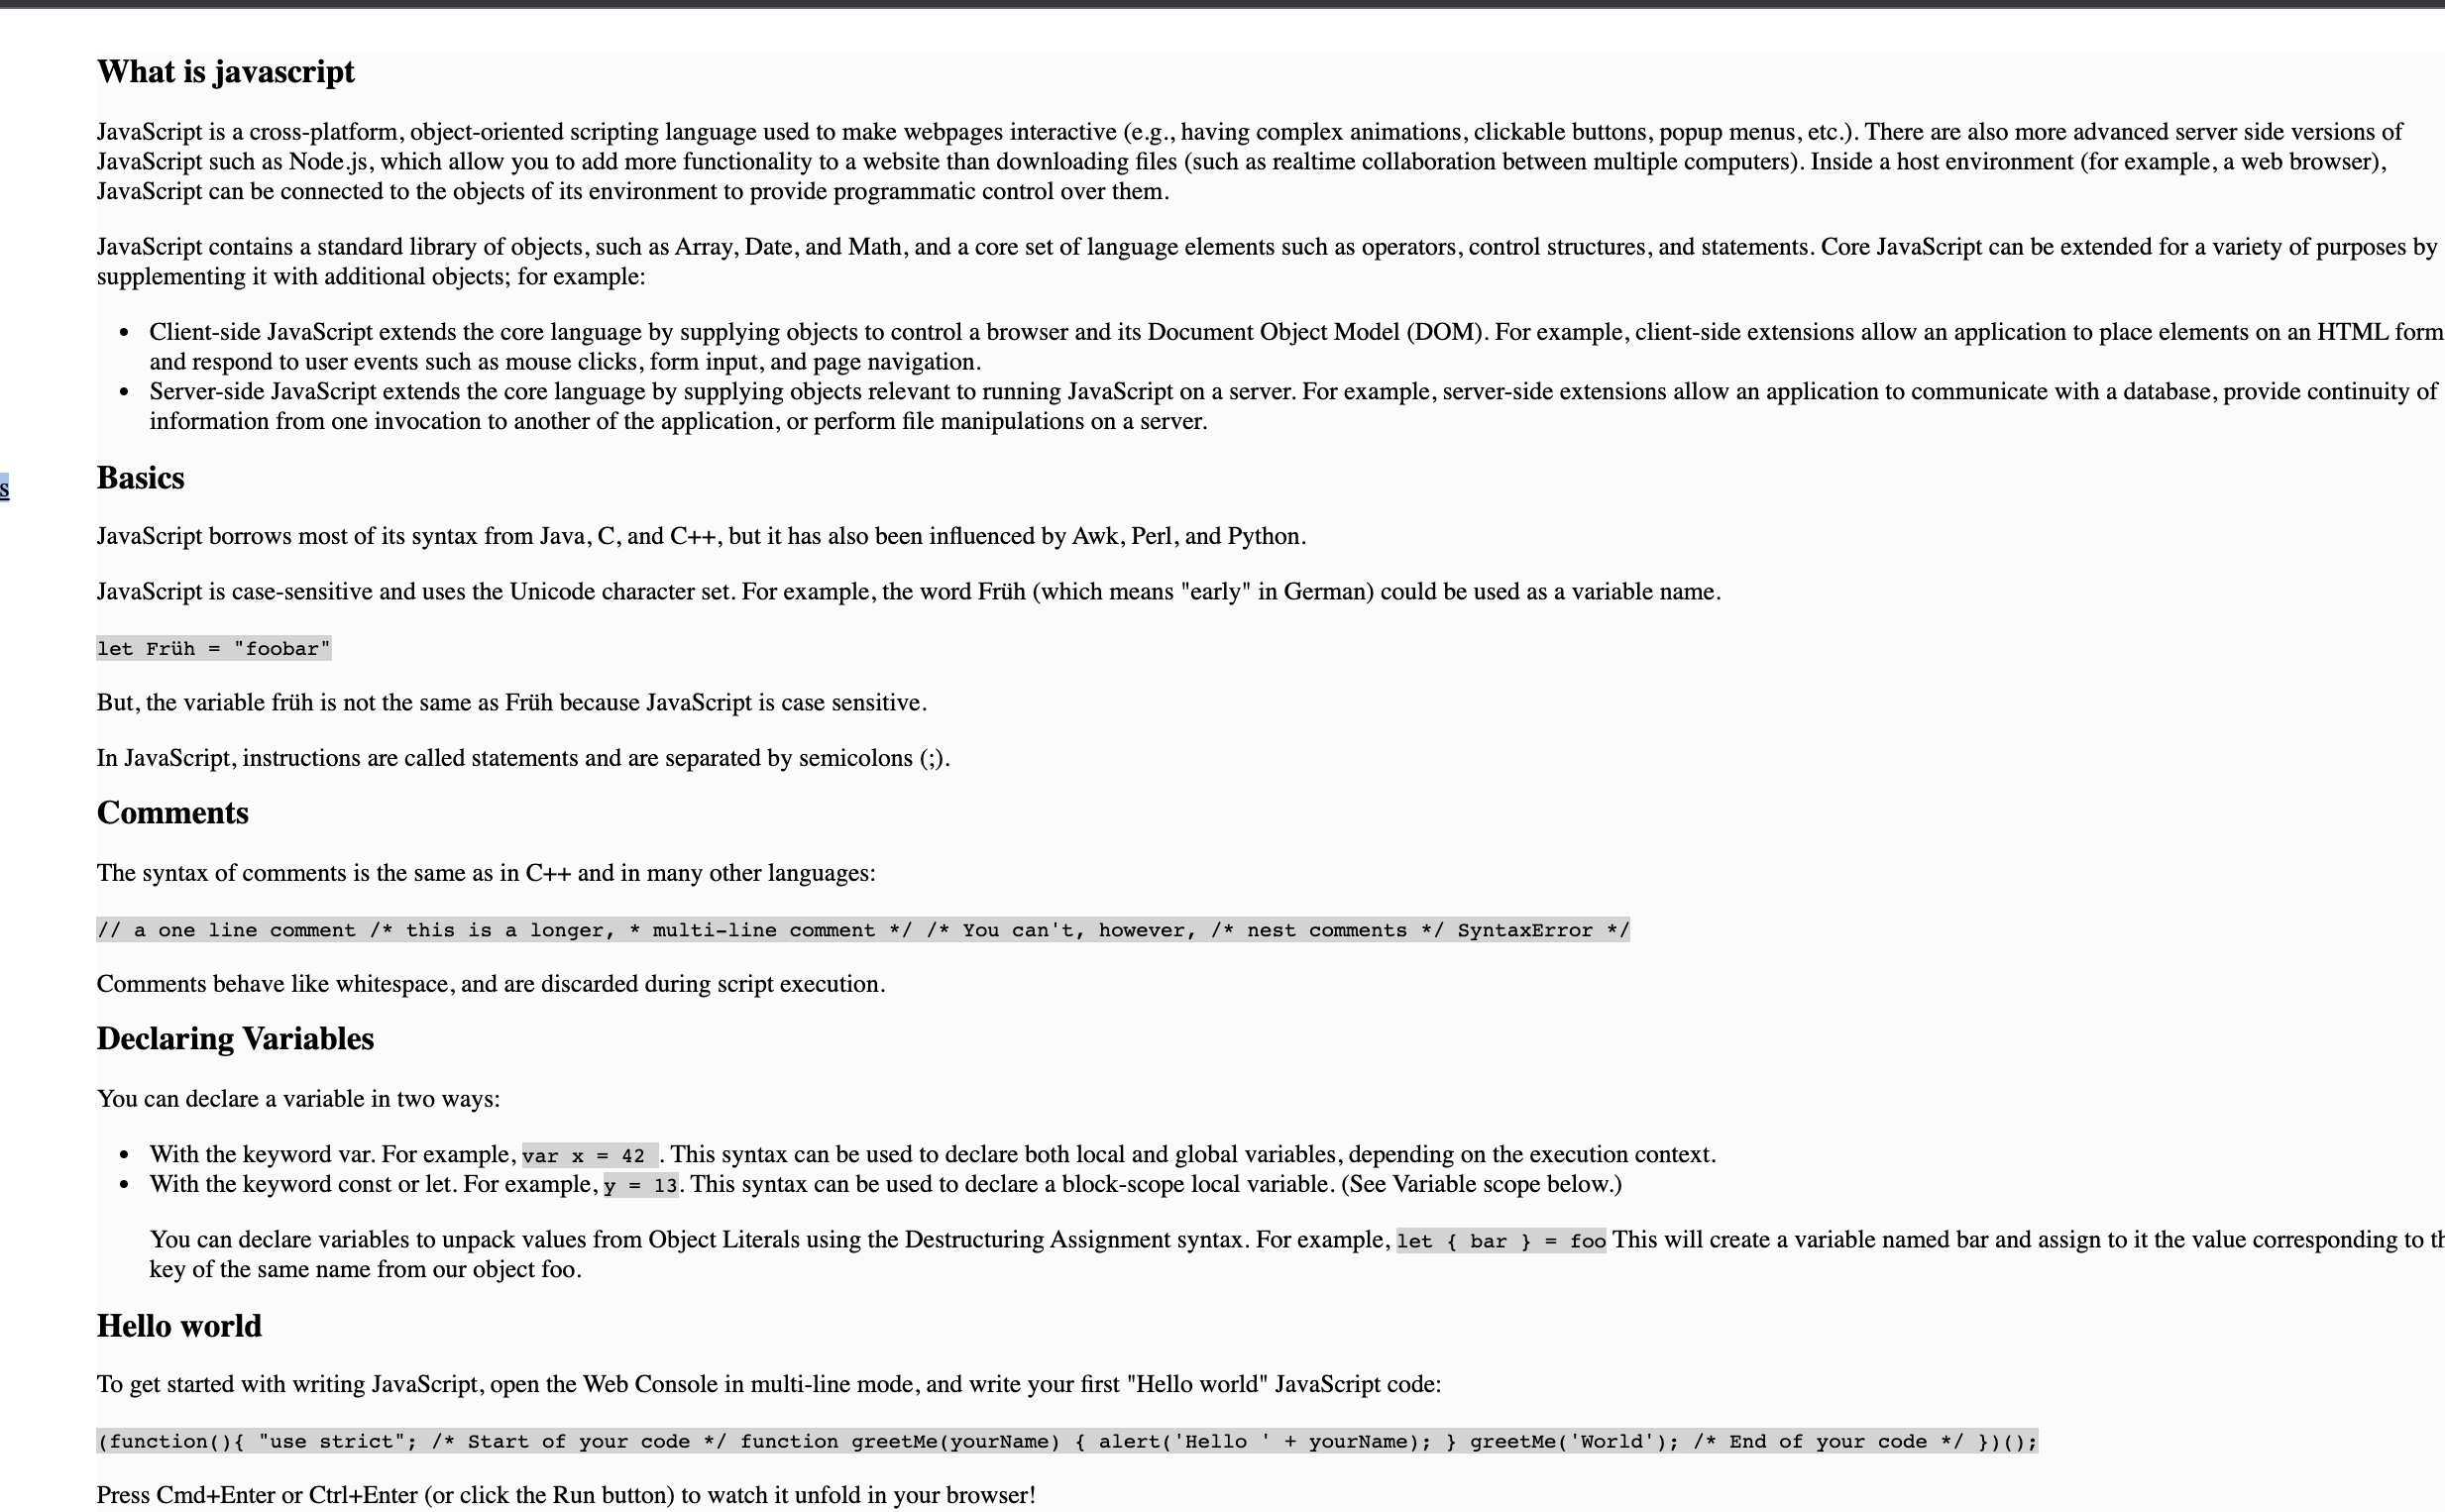 What is javascript
JavaScript is a cross-platform, object-oriented scripting language used to make webpages interactive (e.g., having complex animations, clickable buttons, popup menus, etc.). There are also more advanced server side versions of
JavaScript such as Node.js, which allow you to add more functionality to a website than downloading files (such as realtime collaboration between multiple computers). Inside a host environment (for example, a web browser),
JavaScript can be connected to the objects of its environment to provide programmatic control over them.
JavaScript contains a standard library of objects, such as Array, Date, and Math, and a core set of language elements such as operators, control structures, and statements. Core JavaScript can be extended for a variety of purposes by
supplementing it with additional objects; for example:
• Client-side JavaScript extends the core language by supplying objects to control a browser and its Document Object Model (DOM). For example, client-side extensions allow an application to place elements on an HTML form
and respond to user events such as mouse clicks, form input, and page navigation.
• Server-side JavaScript extends the core language by supplying objects relevant to running JavaScript on a server. For example, server-side extensions allow an application to communicate with a database, provide continuity of
information from one invocation to another of the application, or perform file manipulations on a server.
s
Basics
JavaScript borrows most of its syntax from Java, C, and C++, but it has also been influenced by Awk, Perl, and Python.
JavaScript is case-sensitive and uses the Unicode character set. For example, the word Früh (which means "early" in German) could be used as a variable name.
let Früh = "foobar"
But, the variable früh is not the same as Früh because JavaScript is case sensitive.
In JavaScript, instructions are called statements and are separated by semicolons (;).
Comments
The syntax of comments is the same as in C++ and in many other languages:
// a one line comment /* this is a longer, * multi-line comment */ /* You can't, however, /* nest comments */ SyntaxError */
Comments behave like whitespace, and are discarded during script execution.
Declaring Variables
You can declare a variable in two ways:
• With the keyword var. For example, var x = 42 . This syntax can be used to declare both local and global variables, depending on the execution context.
• With the keyword const or let. For example, y = 13. This syntax can be used to declare a block-scope local variable. (See Variable scope below.)
You can declare variables to unpack values from Object Literals using the Destructuring Assignment syntax. For example, let { bar } = foo This will create a variable named bar and assign to it the value corresponding to
key of the same name from our object foo.
Hello world
To get started with writing JavaScript, open the Web Console in multi-line mode, and write your first "Hello world" JavaScript code:
(function(){ "use strict"; /* Start of your code */ function greetMe(yourName) { alert('Hello ' + yourName); } greetMe('World'); /* End of your code */ })();
Press Cmd+Enter or Ctrl+Enter (or click the Run button) to watch it unfold in your browser!